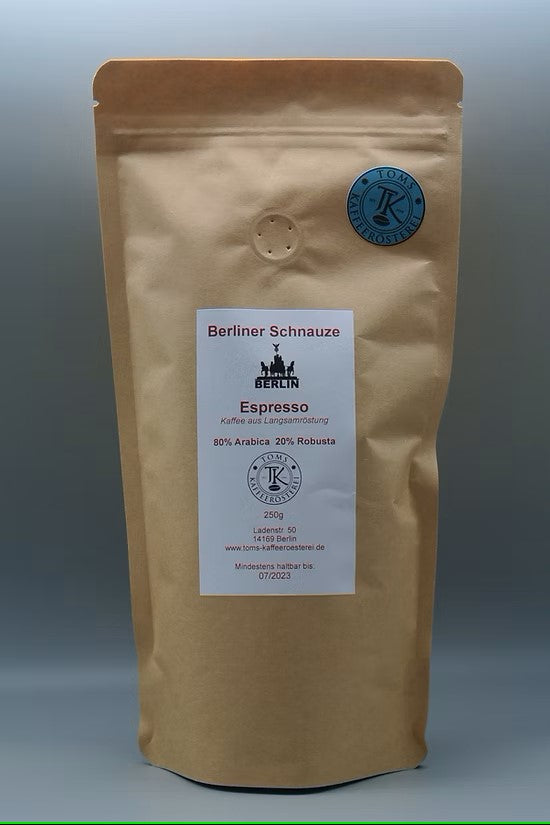 TOMS
KAFFEERÖSTEREI
TK
Berliner Schnauze
BERLIN
Espresso
Kaffee aus Langsamröstung
80% Arabica 20% Robusta
TOMS
KAFFEERÖSTEREI
TK
250g
Ladenstr. 50
14169 Berlin
www.toms-kaffeeroesterei.de
Mindestens haltbar bis:
07/2023